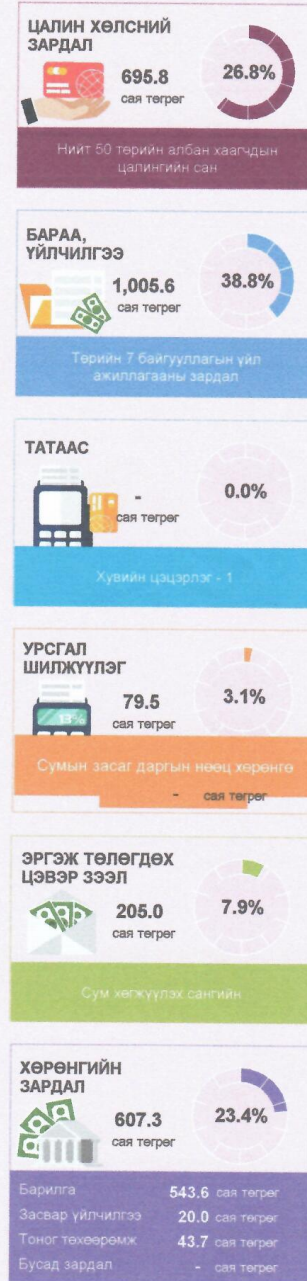 ЦАЛИН ХӨЛСНИЙ
ЗАРДАЛ
695.8
сая төгрөг
26.8%
Нийт 50 төрийн албан хаагчдын
цалингийн сан
БАРАА,
ҮЙЛЧИЛГЭЭ
1,005.6
сая төгрөг
38.8%
Төрийн 7 байгууллагын үйл
ажиллагааны зардал
ТАТААС
-
сая төгрөг
0.0%
Хувийн цэцэрлэг - 1
УРСГАЛ
ШИЛЖҮҮЛЭГ
13%
79.5
сая төгрөг
3.1%
Сумын засаг даргын нөөц хөрөнгө
- сая төгрөг
ЭРГЭЖ ТӨЛӨГДӨХ
ЦЭВЭР ЗЭЭЛ
205.0
сая төгрөг
7.9%
Сум хөгжүүлэх сангийн
ХӨРӨНГИЙН
ЗАРДАЛ
607.3
сая төгрөг
23.4%
Барилга 543.6 сая төгрөг
Засвар үйлчилгээ 20.0 сая төгрөг
Тоног төхөөрөмж 43.7 сая төгрөг
Бусад зардал - сая төгрөг